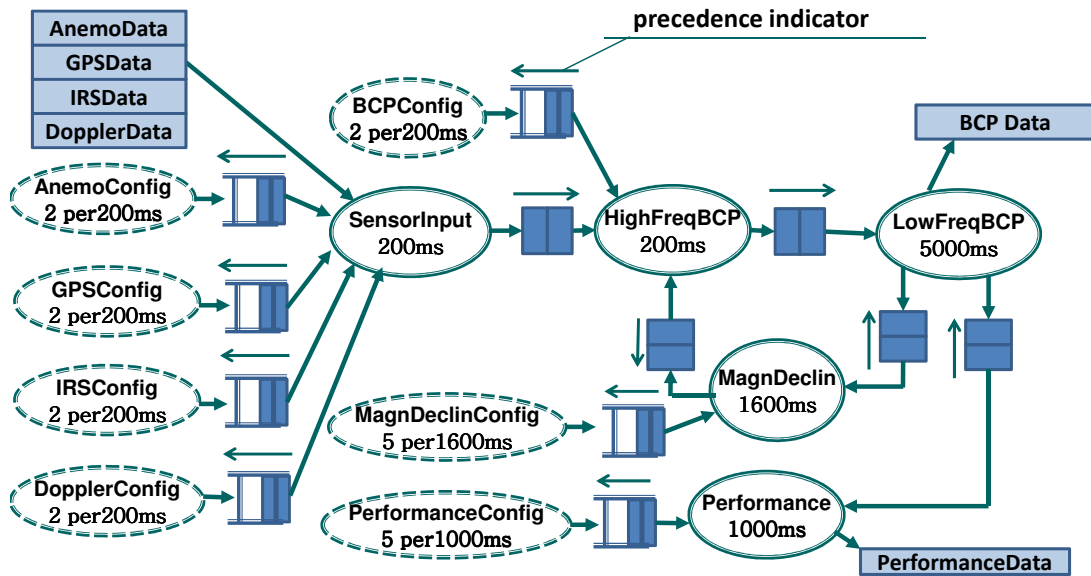 precedence indicator
AnemoData
GPSData
IRSData
DopplerData
BCPConfig
2 per200ms
BCP Data
AnemoConfig
2 per200ms
SensorInput
200ms
HighFreqBCP
200ms
LowFreqBCP
5000ms
GPSConfig
2 per200ms
IRSConfig
2 per200ms
MagnDeclin
1600ms
MagnDeclinConfig
5 per1600ms
DopplerConfig
2 per200ms
PerformanceConfig
5 per1000ms
Performance
1000ms
PerformanceData